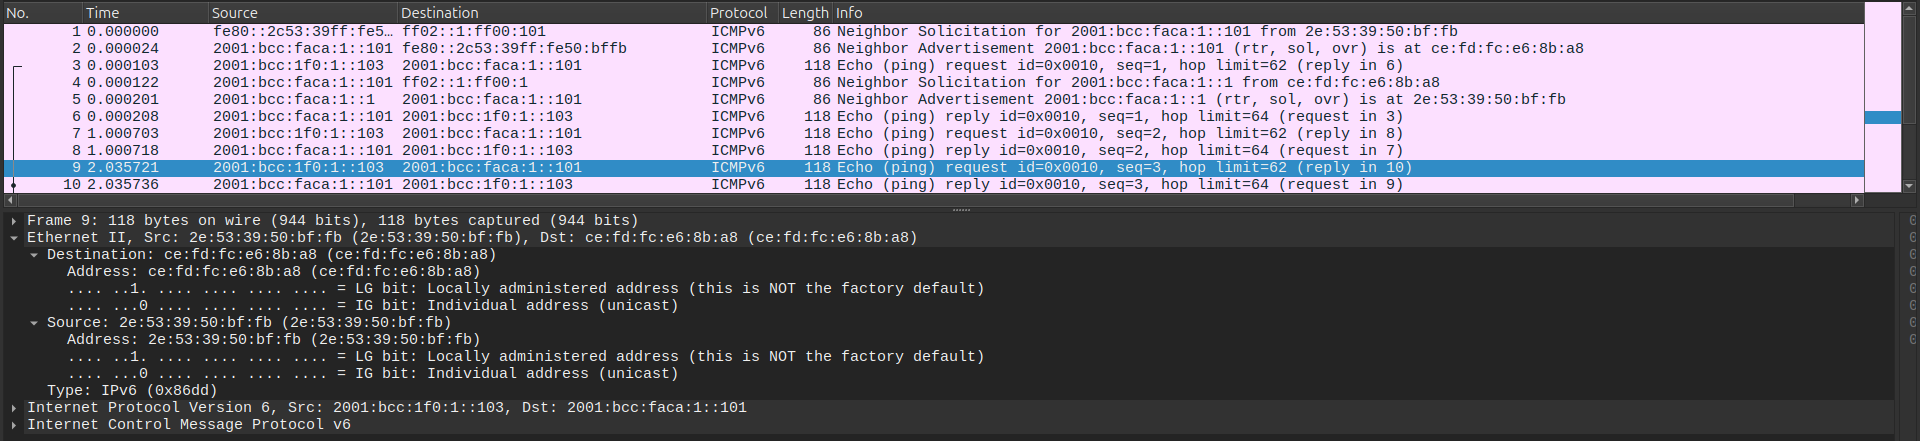 No. Time Source Destination Protocol Length Info
1 0.000000 fe80::2c53:39ff:fe5… ff02::1:ff00:101 ICMPv6 86 Neighbor Solicitation for 2001:bcc:faca:1::101 from 2e:53:39:50:bf:fb
2 0.000024 2001:bcc:faca:1::101 fe80::2c53:39ff:fe50:bffb ICMPv6 86 Neighbor Advertisement 2001:bcc:faca:1::101 (rtr, sol, ovr) is at ce:fd:fc:e6:8b:a8
3 0.000103 2001:bcc:1f0:1::103 2001:bcc:faca:1::101 ICMPv6 118 Echo (ping) request id=0x0010, seq=1, hop limit=62 (reply in 6)
4 0.000122 2001:bcc:faca:1::101 ff02::1:ff00:1 ICMPv6 86 Neighbor Solicitation for 2001:bcc:faca:1::1 from ce:fd:fc:e6:8b:a8
5 0.000201 2001:bcc:faca:1::1 2001:bcc:faca:1::101 ICMPv6 86 Neighbor Advertisement 2001:bcc:faca:1::1 (rtr, sol, ovr) is at 2e:53:39:50:bf:fb
6 0.000208 2001:bcc:faca:1::101 2001:bcc:1f0:1::103 ICMPv6 118 Echo (ping) reply id=0x0010, seq=1, hop limit=64 (request in 3)
7 1.000703 2001:bcc:1f0:1::103 2001:bcc:faca:1::101 ICMPv6 118 Echo (ping) request id=0x0010, seq=2, hop limit=62 (reply in 8)
8 1.000718 2001:bcc:faca:1::101 2001:bcc:1f0:1::103 ICMPv6 118 Echo (ping) reply id=0x0010, seq=2, hop limit=64 (request in 7)
9 2.035721 2001:bcc:1f0:1::103 2001:bcc:faca:1::101 ICMPv6 118 Echo (ping) request id=0x0010, seq=3, hop limit=62 (reply in 10)
10 2.035736 2001:bcc:faca:1::101 2001:bcc:1f0:1::103 ICMPv6 118 Echo (ping) reply id=0x0010, seq=3, hop limit=64 (request in 9)
Frame 9: 118 bytes on wire (944 bits), 118 bytes captured (944 bits)
Ethernet II, Src: 2e:53:39:50:bf:fb (2e:53:39:50:bf:fb), Dst: ce:fd:fc:e6:8b:a8 (ce:fd:fc:e6:8b:a8)
Destination: ce:fd:fc:e6:8b:a8 (ce:fd:fc:e6:8b:a8)
Address: ce:fd:fc:e6:8b:a8 (ce:fd:fc:e6:8b:a8)
.... ..1. .... .... .... .... = LG bit: Locally administered address (this is NOT the factory default)
.... ...0 .... .... .... .... = IG bit: Individual address (unicast)
Source: 2e:53:39:50:bf:fb (2e:53:39:50:bf:fb)
Address: 2e:53:39:50:bf:fb (2e:53:39:50:bf:fb)
.... ..1. .... .... .... .... = LG bit: Locally administered address (this is NOT the factory default)
.... ...0 .... .... .... .... = IG bit: Individual address (unicast)
Type: IPv6 (0x86dd)
Internet Protocol Version 6, Src: 2001:bcc:1f0:1::103, Dst: 2001:bcc:faca:1::101
Internet Control Message Protocol v6